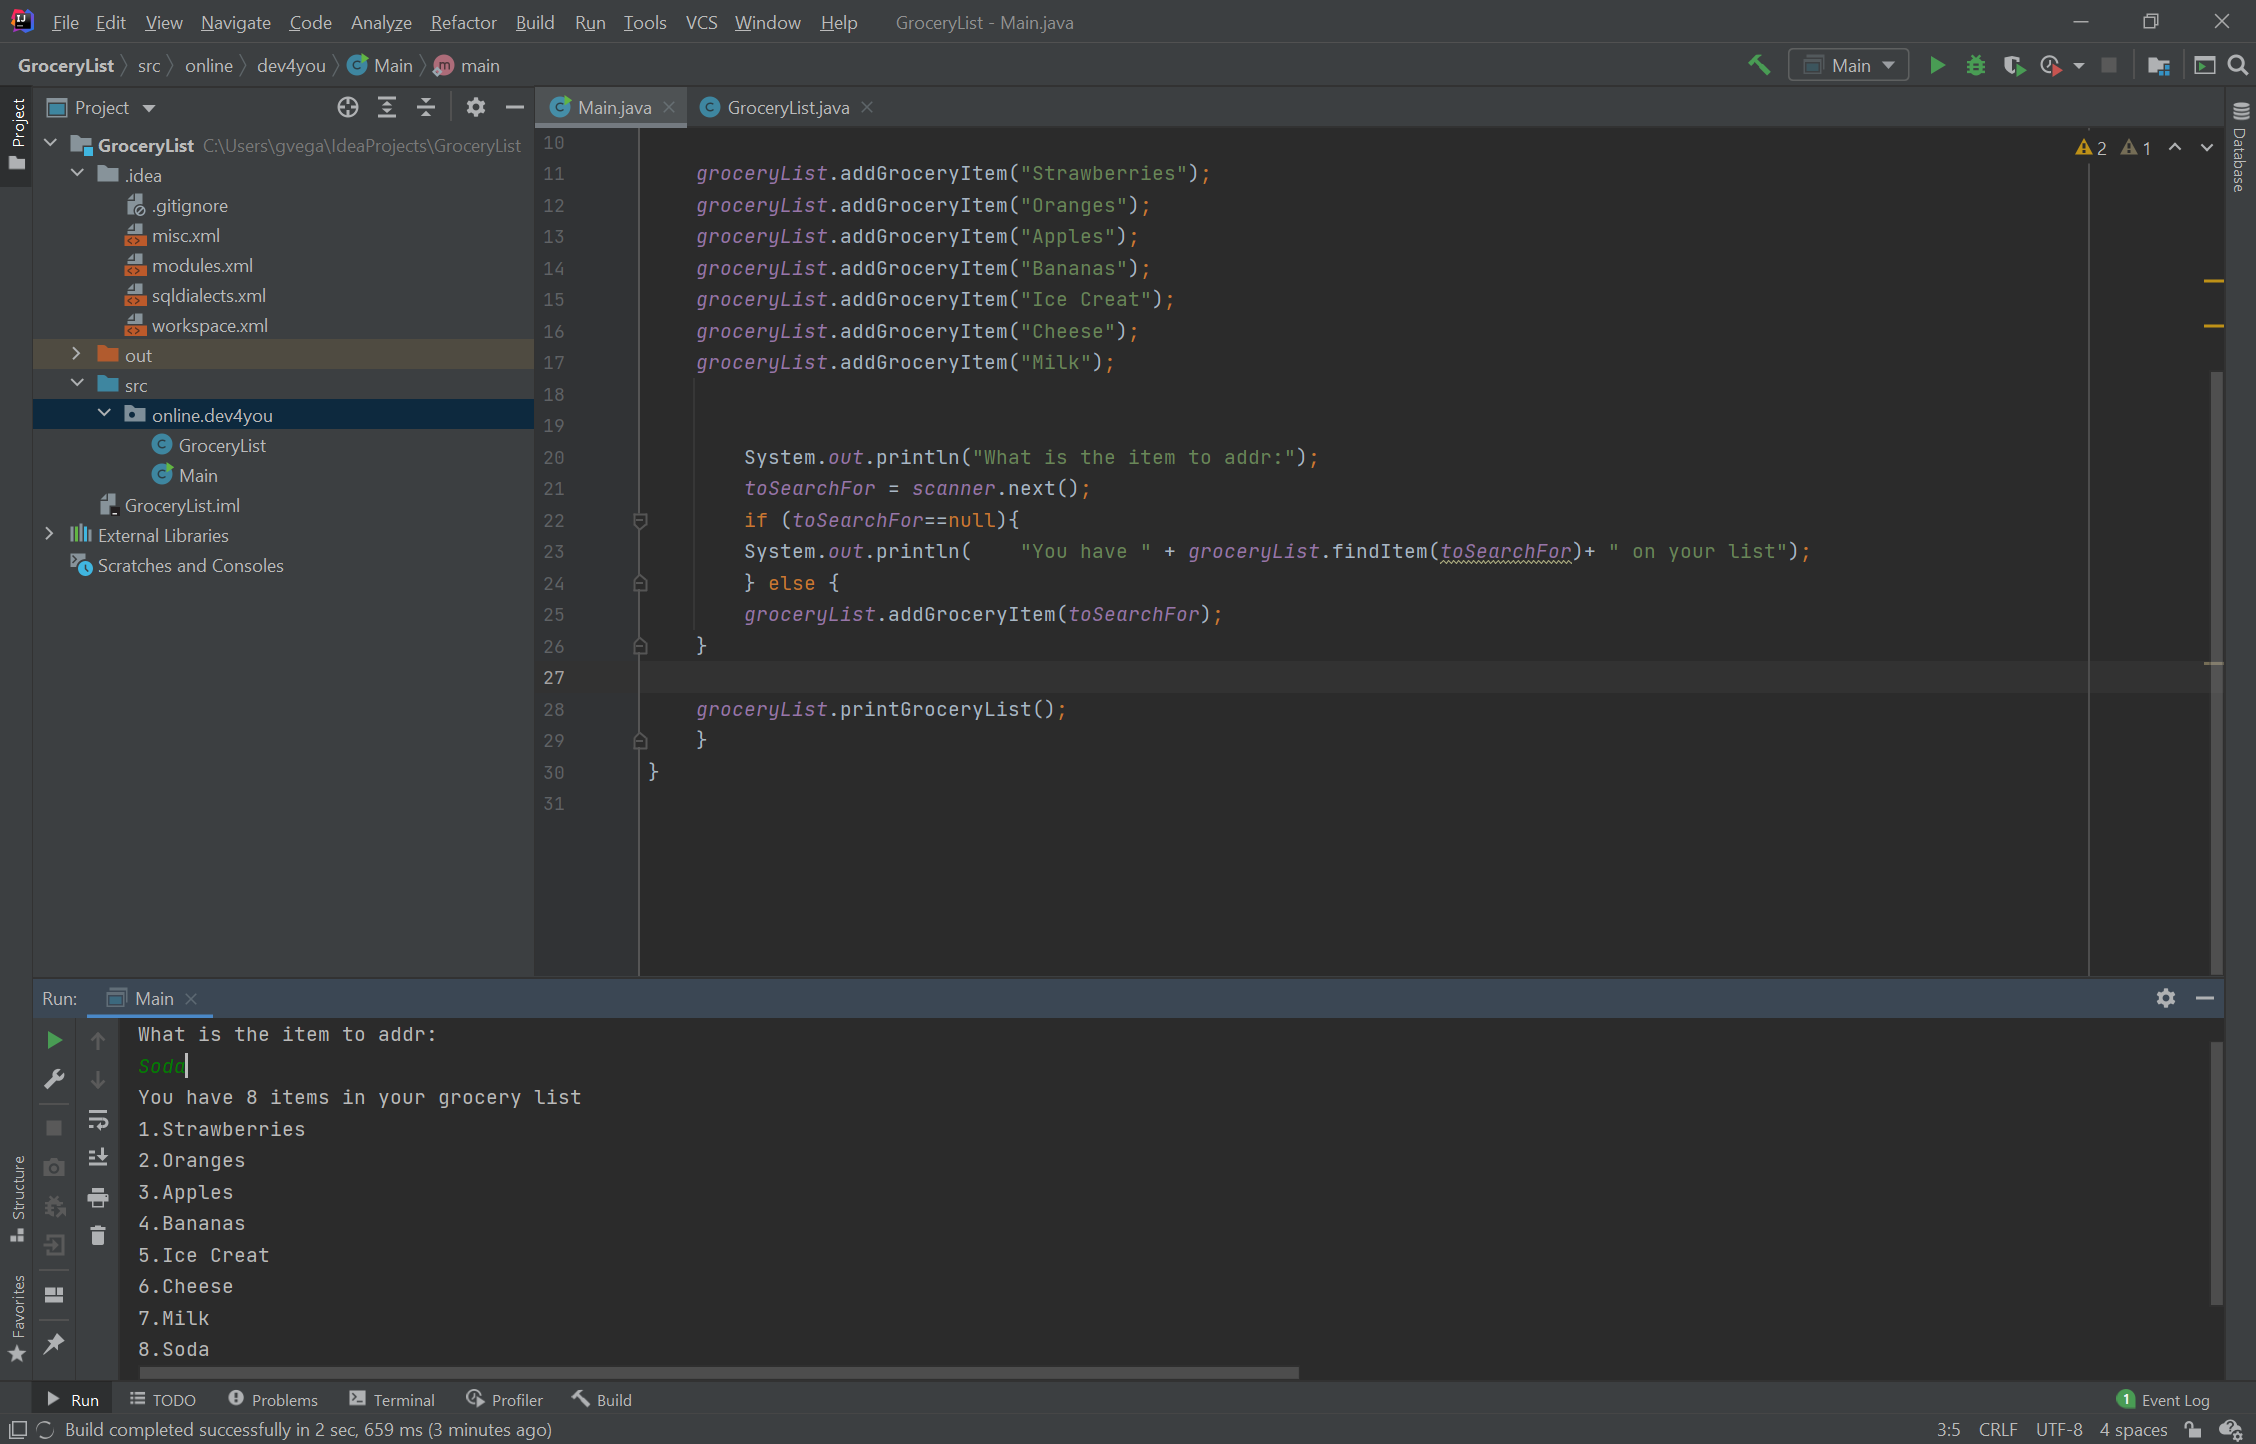 File Edit View Navigate Code Analyze Refactor Build Run Tools VCS Window Help GroceryList - Main.java
GroceryList src online dev4you Main main
Main
Project
Project
Main.java
GroceryList.java
Database
GroceryList C:\Users\gvega\IdeaProjects\GroceryList
.idea
.gitignore
misc.xml
modules.xml
sqldialects.xml
workspace.xml
out
src
online.dev4you
GroceryList
Main
GroceryList.iml
External Libraries
Scratches and Consoles
2 1
10
11 groceryList.addGroceryItem("Strawberries");
12 groceryList.addGroceryItem("Oranges");
13 groceryList.addGroceryItem("Apples");
14 groceryList.addGroceryItem("Bananas");
15 groceryList.addGroceryItem("Ice Creat");
16 groceryList.addGroceryItem("Cheese");
17 groceryList.addGroceryItem("Milk");
18
19
20 System.out.println("What is the item to addr:");
21 toSearchFor = scanner.next();
22 if (toSearchFor==null){
23 System.out.println(    "You have " + groceryList.findItem(toSearchFor)+ " on your list");
24 } else {
25 groceryList.addGroceryItem(toSearchFor);
26 }
27
28 groceryList.printGroceryList();
29 }
30 }
31
Run: Main
What is the item to addr:
Soda
You have 8 items in your grocery list
1.Strawberries
2.Oranges
3.Apples
4.Bananas
5.Ice Creat
6.Cheese
7.Milk
8.Soda
Structure
Favorites
Run TODO Problems Terminal Profiler Build 1 Event Log
Build completed successfully in 2 sec, 659 ms (3 minutes ago) 3:5 CRLF UTF-8 4 spaces